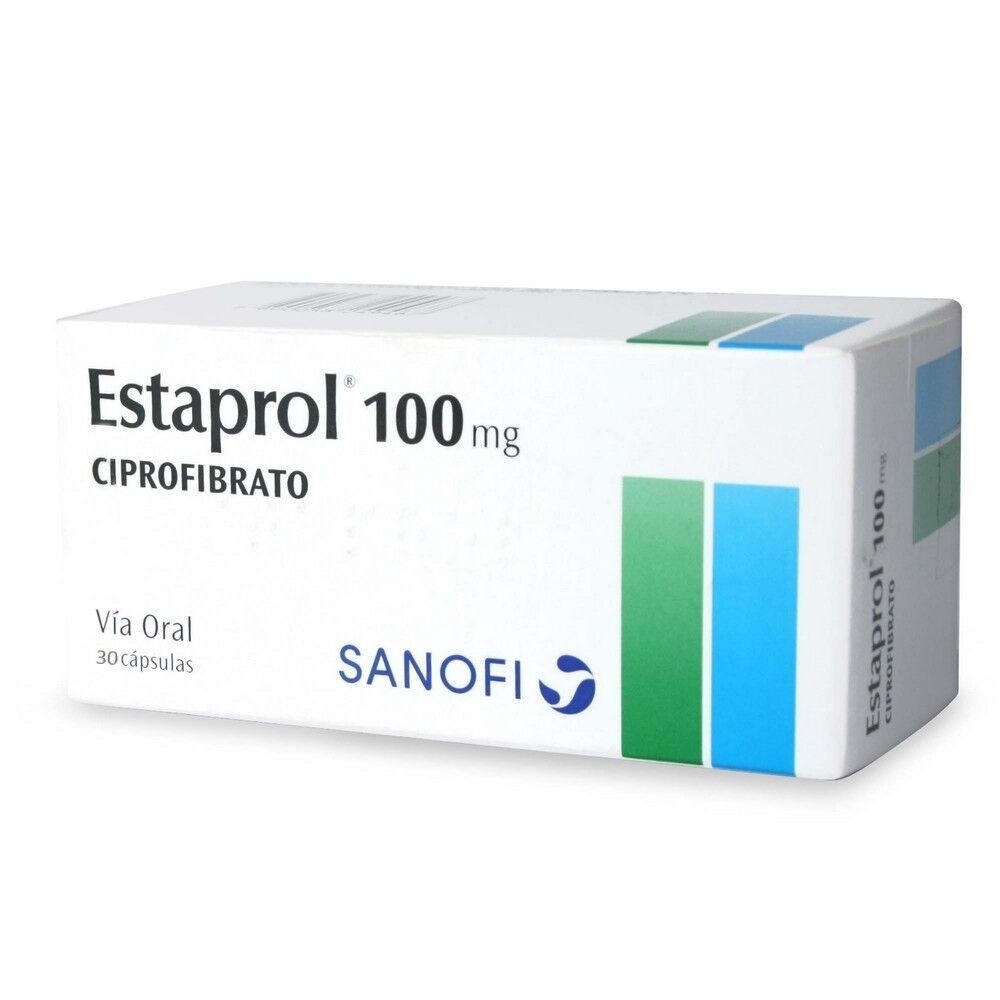 Estaprol® 100 mg
CIPROFIBRATO
Vía Oral
30 cápsulas
SANOFI
Estaprol® 100 mg
CIPROFIBRATO